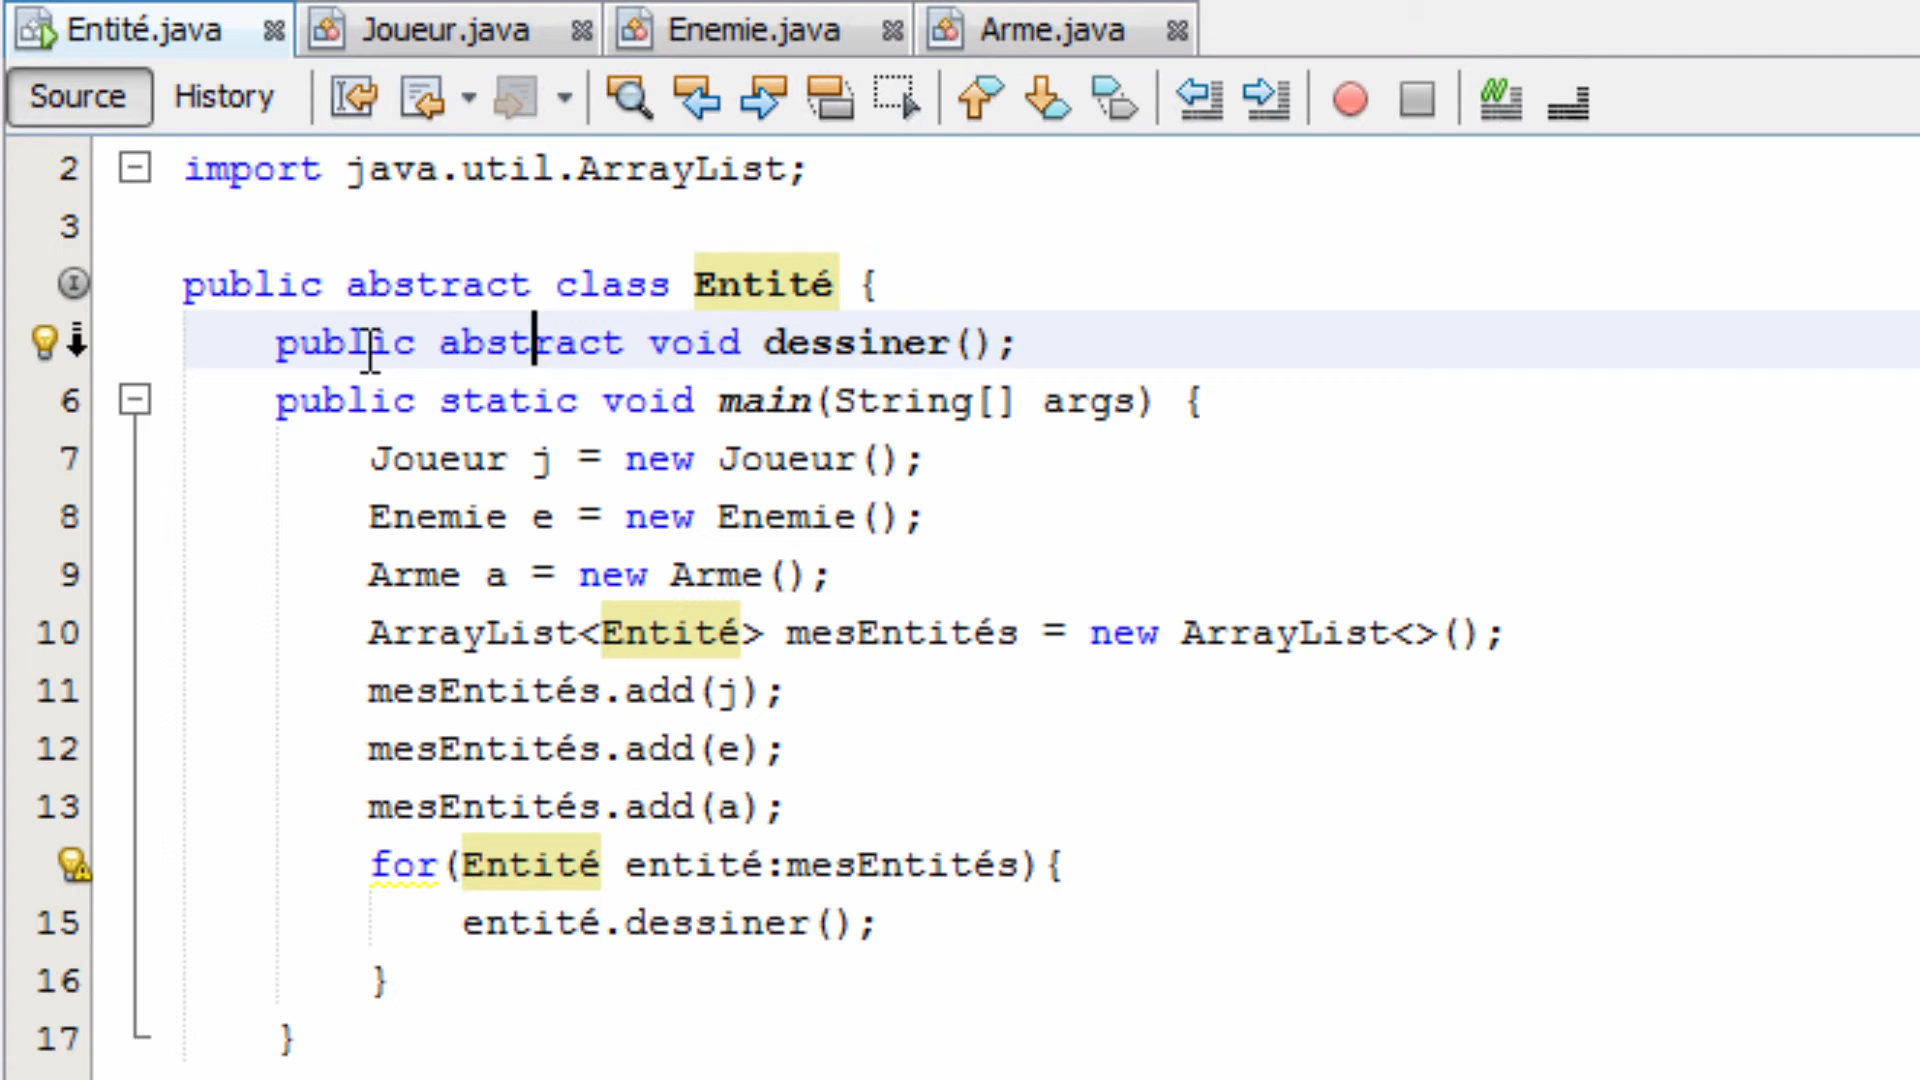 Entité.java Joueur.java Enemie.java Arme.java
Source History
2 import java.util.ArrayList;
3
public abstract class Entité {
public abstract void dessiner();
6 public static void main(String[] args) {
7 Joueur j = new Joueur();
8 Enemie e = new Enemie();
9 Arme a = new Arme();
10 ArrayList<Entité> mesEntités = new ArrayList<>();
11 mesEntités.add(j);
12 mesEntités.add(e);
13 mesEntités.add(a);
for(Entité entité:mesEntités){
15 entité.dessiner();
16 }
17 }